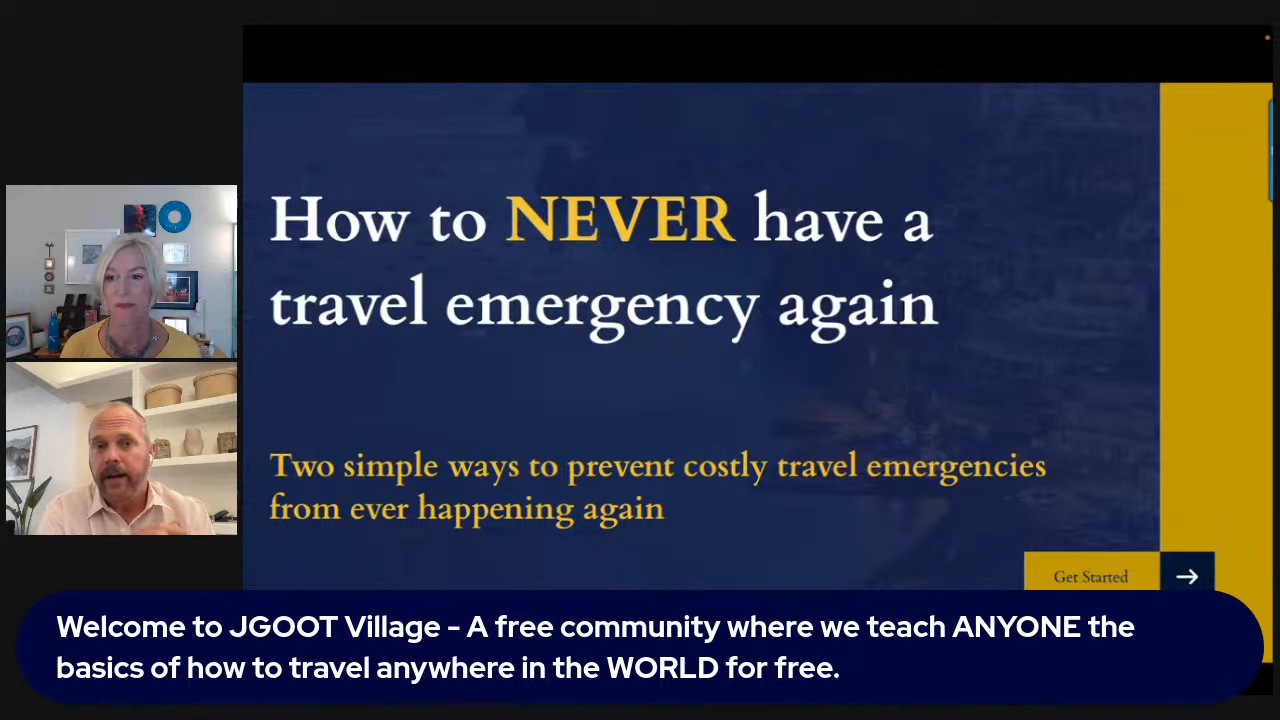 How to NEVER have a
travel emergency again
Two simple ways to prevent costly travel emergencies
from ever happening again
Get Started
Welcome to JGOOT Village - A free community where we teach ANYONE the
basics of how to travel anywhere in the WORLD for free.